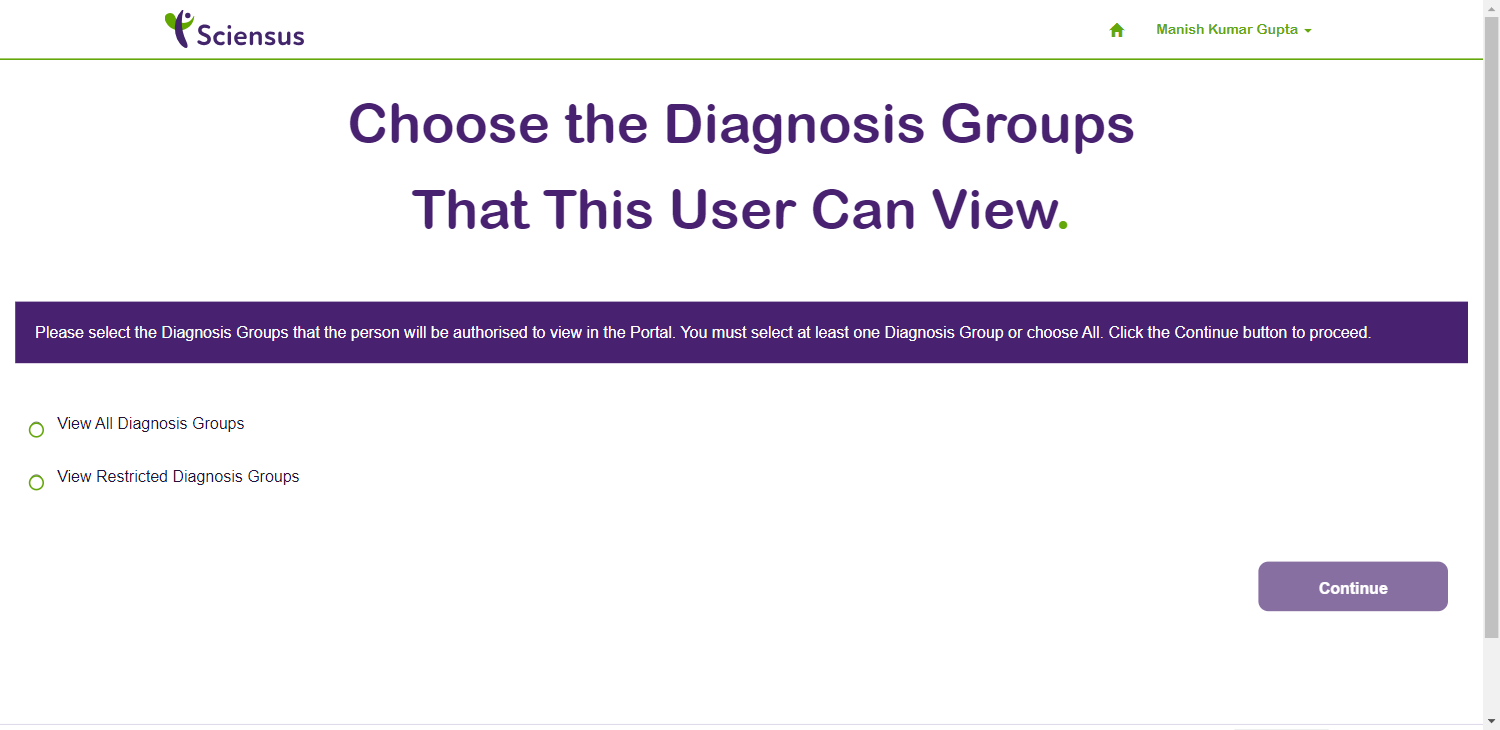 Sciensus
Manish Kumar Gupta
Choose the Diagnosis Groups
That This User Can View.
Please select the Diagnosis Groups that the person will be authorised to view in the Portal. You must select at least one Diagnosis Group or choose All. Click the Continue button to proceed.
View All Diagnosis Groups
View Restricted Diagnosis Groups
Continue